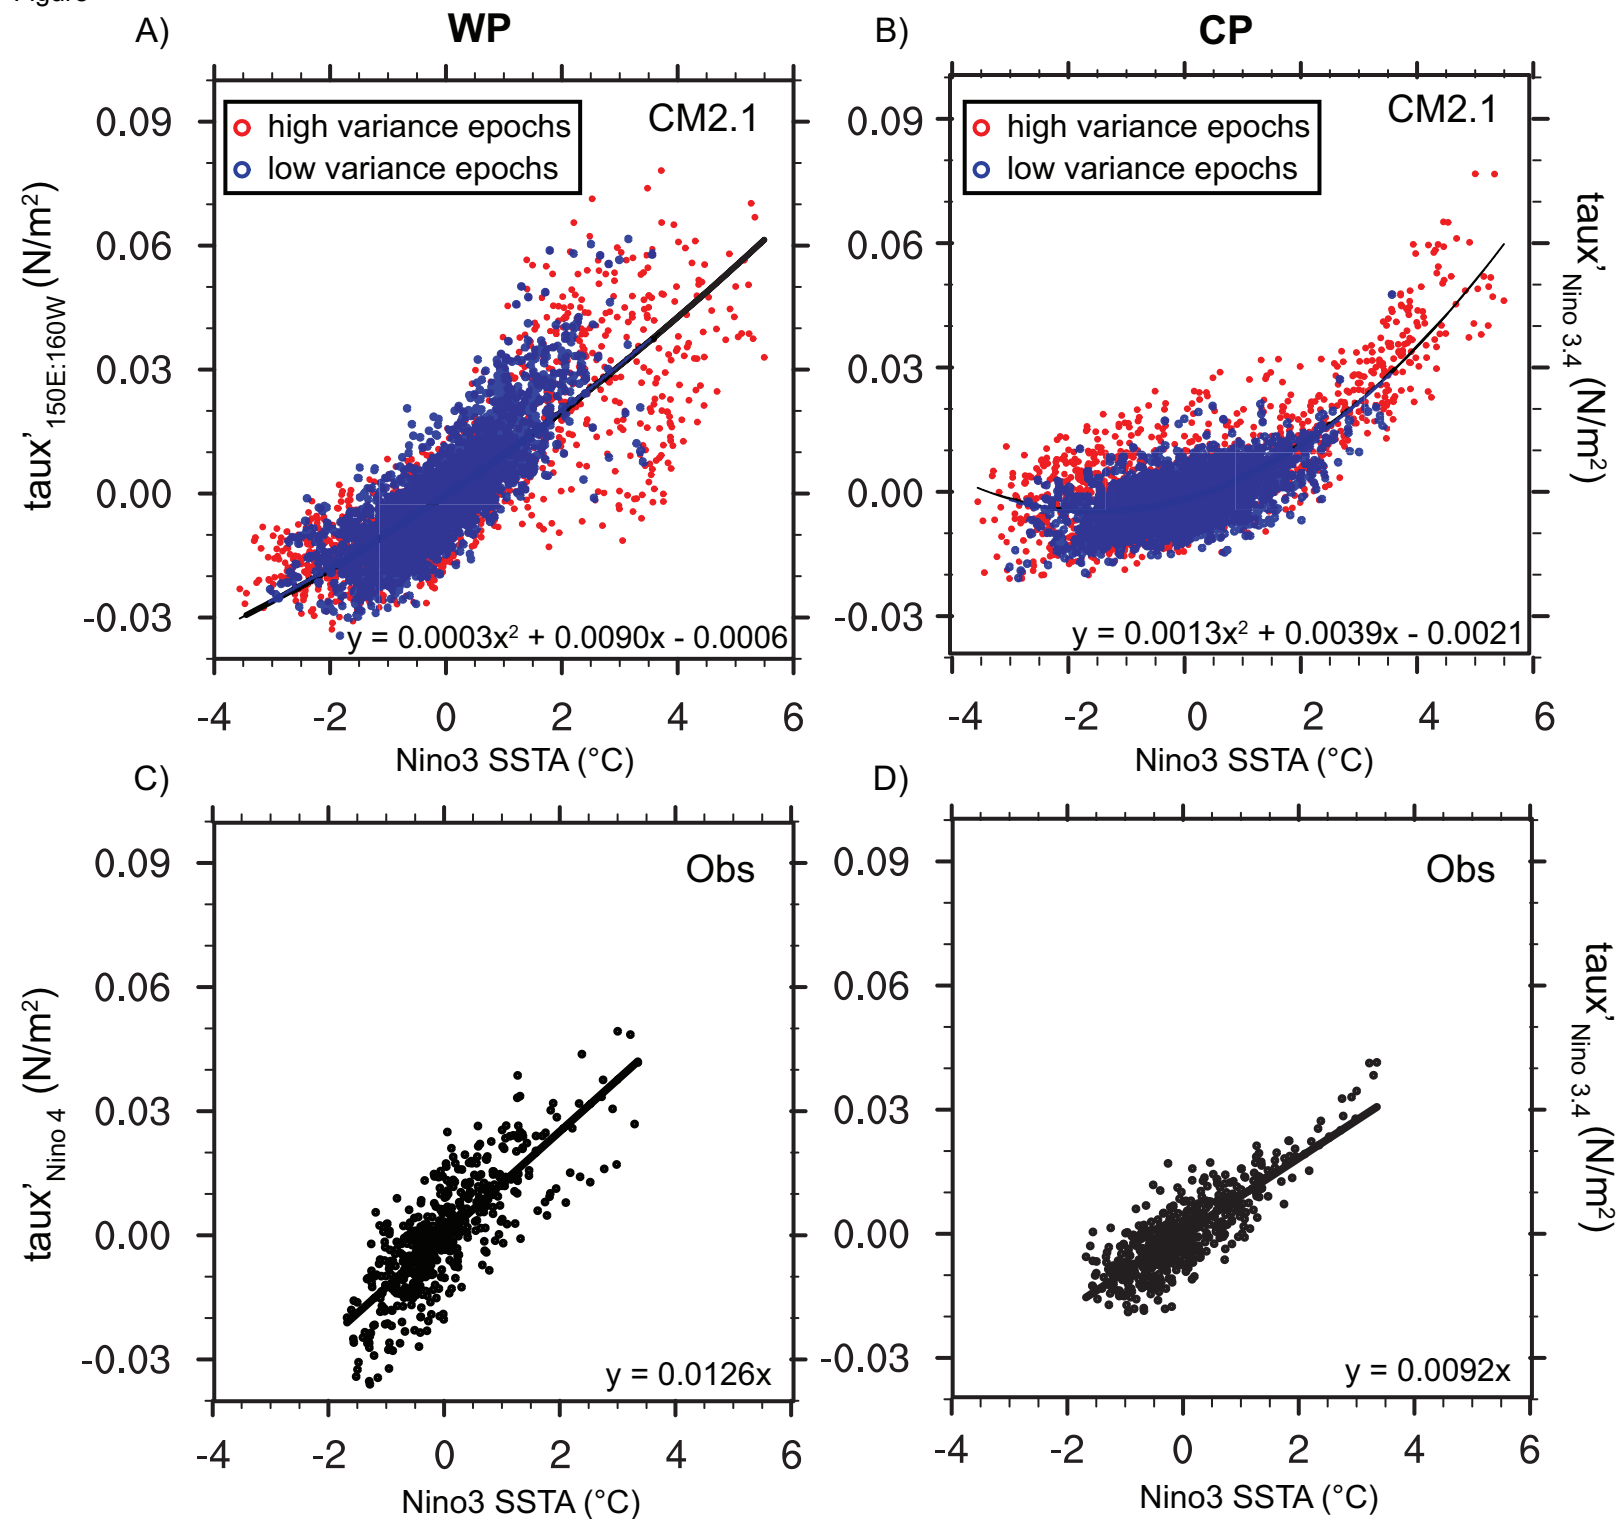 Figure
A)
WP
CM2.1
high variance epochs
low variance epochs
0.09
0.06
0.03
0.00
-0.03
taux’150E:160W (N/m²)
y = 0.0003x² + 0.0090x - 0.0006
-4 -2 0 2 4 6
Nino3 SSTA (°C)
B)
CP
CM2.1
high variance epochs
low variance epochs
0.09
0.06
0.03
0.00
-0.03
taux’Nino 3.4 (N/m²)
y = 0.0013x² + 0.0039x - 0.0021
-4 -2 0 2 4 6
Nino3 SSTA (°C)
C)
Obs
0.09
0.06
0.03
0.00
-0.03
taux’Nino 4 (N/m²)
y = 0.0126x
-4 -2 0 2 4 6
Nino3 SSTA (°C)
D)
Obs
0.09
0.06
0.03
0.00
-0.03
taux’Nino 3.4 (N/m²)
y = 0.0092x
-4 -2 0 2 4 6
Nino3 SSTA (°C)